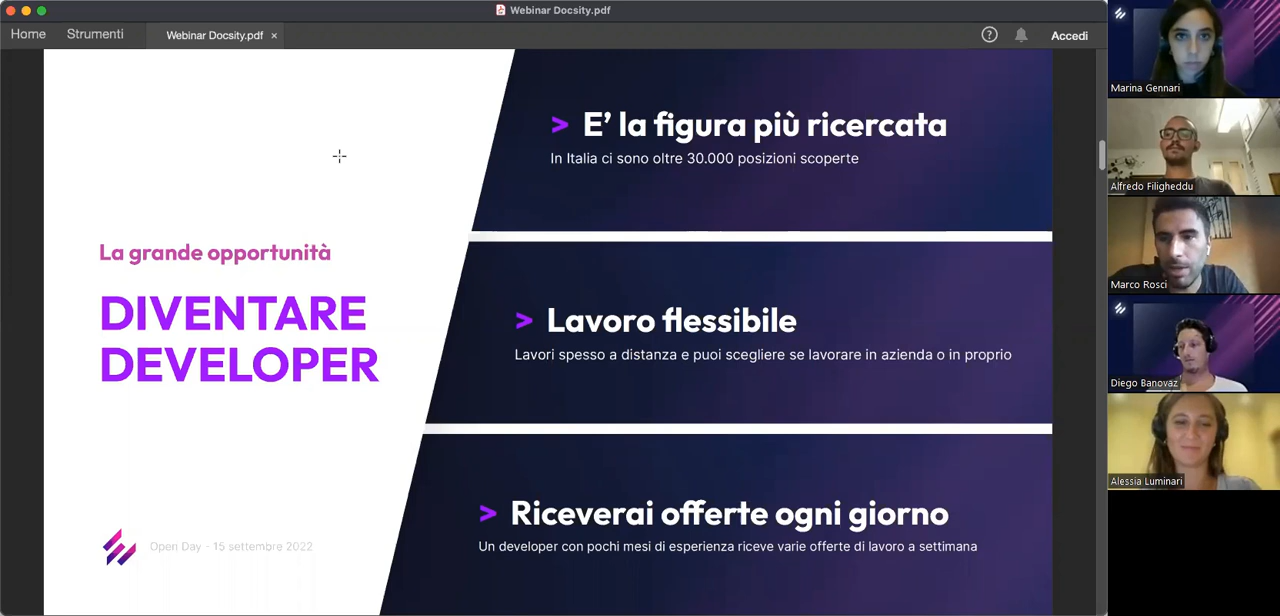 Webinar Docsity.pdf
Home
Strumenti
Webinar Docsity.pdf ×
?
Accedi
> E’ la figura più ricercata
In Italia ci sono oltre 30.000 posizioni scoperte
La grande opportunità
DIVENTARE
DEVELOPER
> Lavoro flessibile
Lavori spesso a distanza e puoi scegliere se lavorare in azienda o in proprio
> Riceverai offerte ogni giorno
Un developer con pochi mesi di esperienza riceve varie offerte di lavoro a settimana
Open Day - 15 settembre 2022
Marina Gennari
Alfredo Filigheddu
Marco Rosci
Diego Banovaz
Alessia Luminari